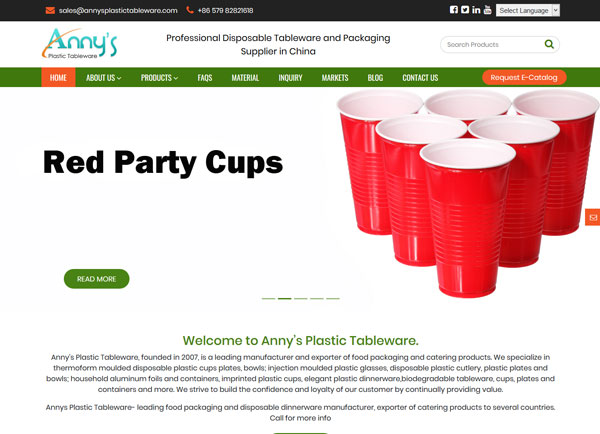 sales@annysplastictableware.com
+86 579 82821618
Select Language
Anny's
Plastic Tableware
Professional Disposable Tableware and Packaging
Supplier in China
Search Products
HOME
ABOUT US
PRODUCTS
FAQS
MATERIAL
INQUIRY
MARKETS
BLOG
CONTACT US
Request E-Catalog
Red Party Cups
READ MORE
Welcome to Anny's Plastic Tableware.
Anny's Plastic Tableware, founded in 2007, is a leading manufacturer and exporter of food packaging and catering products. We specialize in
thermoform moulded disposable plastic cups plates, bowls; injection moulded plastic glasses, disposable plastic cutlery, plastic plates and
bowls; household aluminum foils and containers, imprinted plastic cups, elegant plastic dinnerware,biodegradable tableware, cups, plates and
containers and more. We strive to build the confidence and loyalty of our customer by continually providing value.
Annys Plastic Tableware- leading food packaging and disposable dinnerware manufacturer, exporter of catering products to several countries.
Call for more info